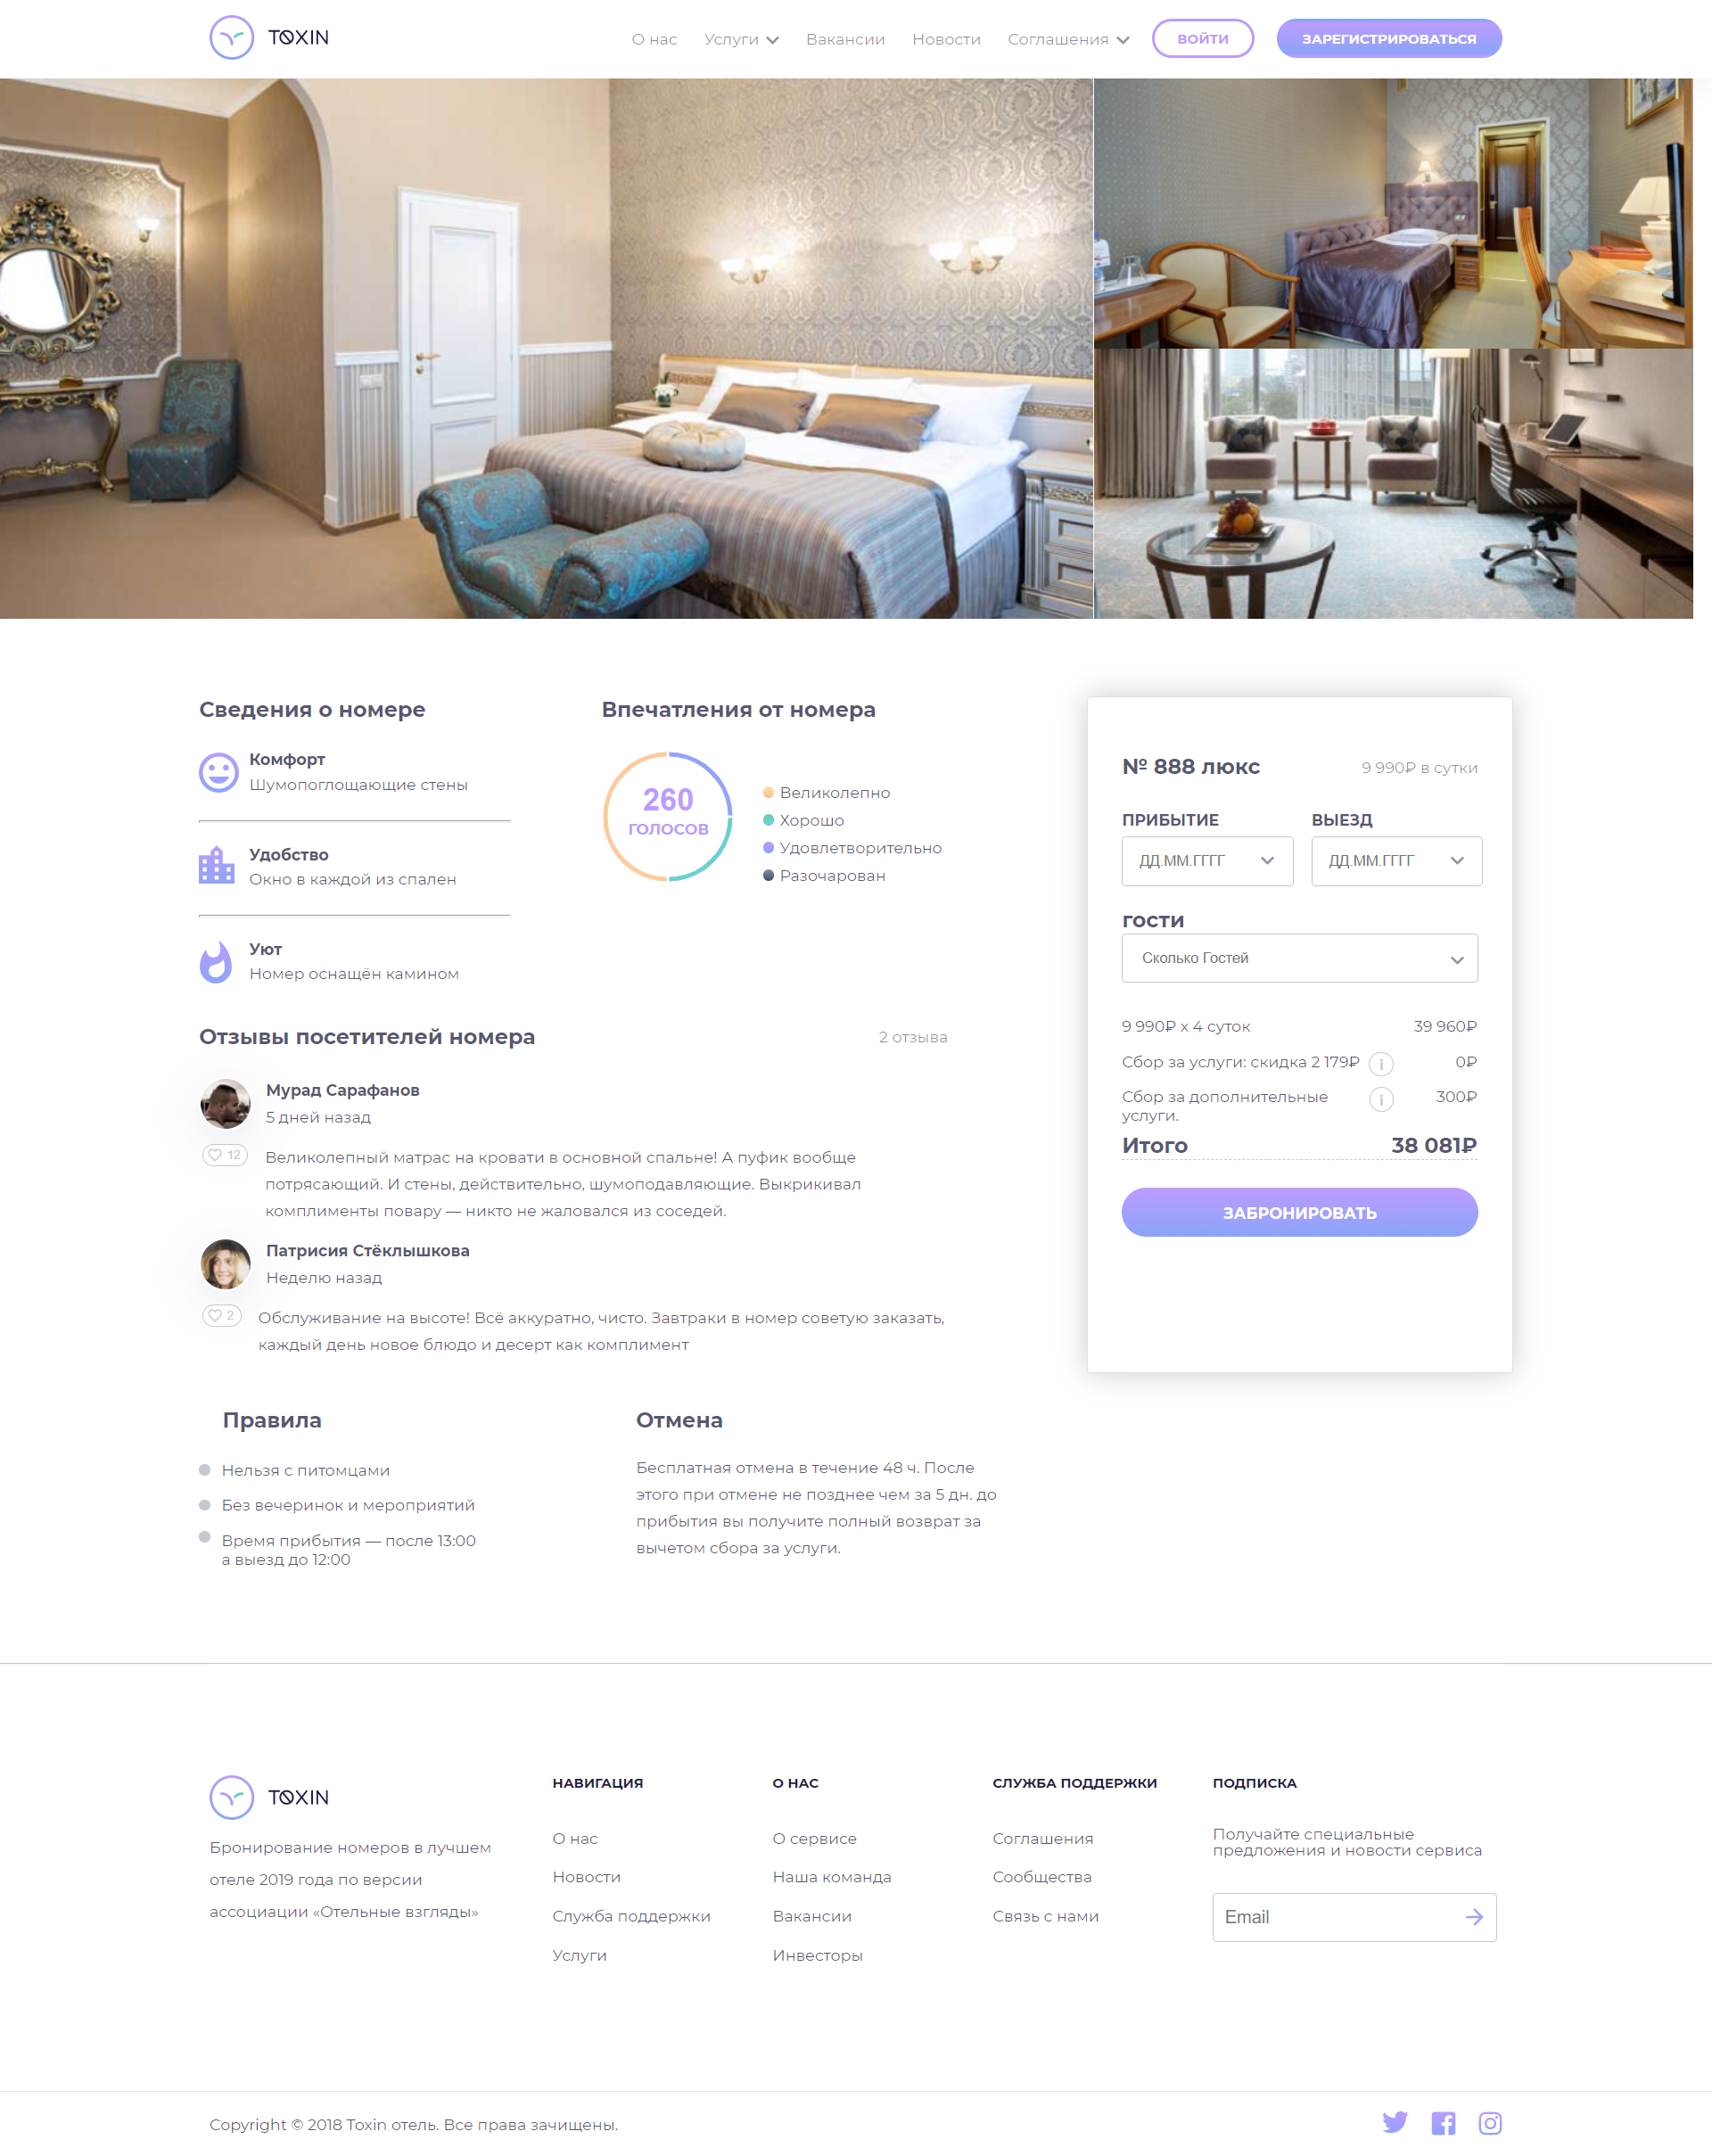 TOXIN
О нас
Услуги
Вакансии
Новости
Соглашения
ВОЙТИ
ЗАРЕГИСТРИРОВАТЬСЯ
Сведения о номере
Комфорт
Шумопоглощающие стены
Удобство
Окно в каждой из спален
Уют
Номер оснащён камином
Впечатления от номера
260
ГОЛОСОВ
Великолепно
Хорошо
Удовлетворительно
Разочарован
Отзывы посетителей номера
2 отзыва
Мурад Сарафанов
5 дней назад
12
Великолепный матрас на кровати в основной спальне! А пуфик вообще
потрясающий. И стены, действительно, шумоподавляющие. Выкрикивал
комплименты повару — никто не жаловался из соседей.
Патрисия Стёклышкова
Неделю назад
2
Обслуживание на высоте! Всё аккуратно, чисто. Завтраки в номер советую заказать,
каждый день новое блюдо и десерт как комплимент
№ 888 люкс
9 990₽ в сутки
ПРИБЫТИЕ
ВЫЕЗД
ДД.ММ.ГГГГ
ДД.ММ.ГГГГ
гости
Сколько Гостей
9 990₽ x 4 суток
39 960₽
Сбор за услуги: скидка 2 179₽
0₽
Сбор за дополнительные
услуги.
300₽
Итого
38 081₽
ЗАБРОНИРОВАТЬ
Правила
Нельзя с питомцами
Без вечеринок и мероприятий
Время прибытия — после 13:00
а выезд до 12:00
Отмена
Бесплатная отмена в течение 48 ч. После
этого при отмене не позднее чем за 5 дн. до
прибытия вы получите полный возврат за
вычетом сбора за услуги.
TOXIN
Бронирование номеров в лучшем
отеле 2019 года по версии
ассоциации «Отельные взгляды»
НАВИГАЦИЯ
О нас
Новости
Служба поддержки
Услуги
О НАС
О сервисе
Наша команда
Вакансии
Инвесторы
СЛУЖБА ПОДДЕРЖКИ
Соглашения
Сообщества
Связь с нами
ПОДПИСКА
Получайте специальные
предложения и новости сервиса
Email
Copyright © 2018 Toxin отель. Все права зачищены.